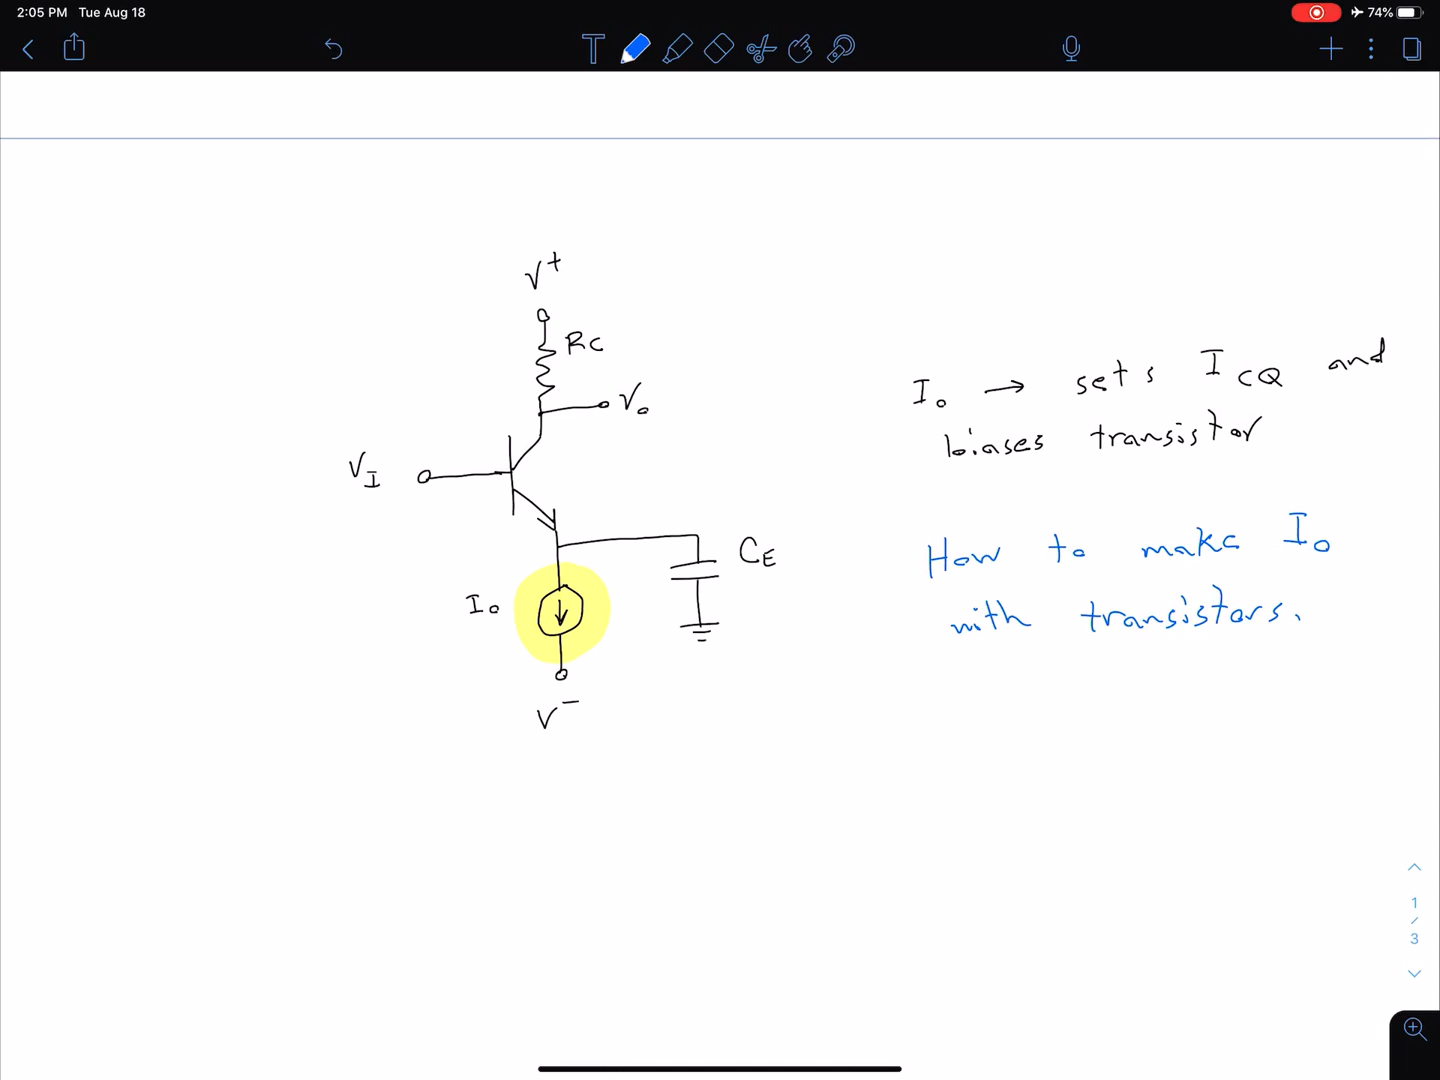 2:05 PM Tue Aug 18
74%
T
V+
RC
Vo
VI
CE
Io
V-
Io → sets ICQ and
biases transistor
How to make Io
with transistors.
1
/
3